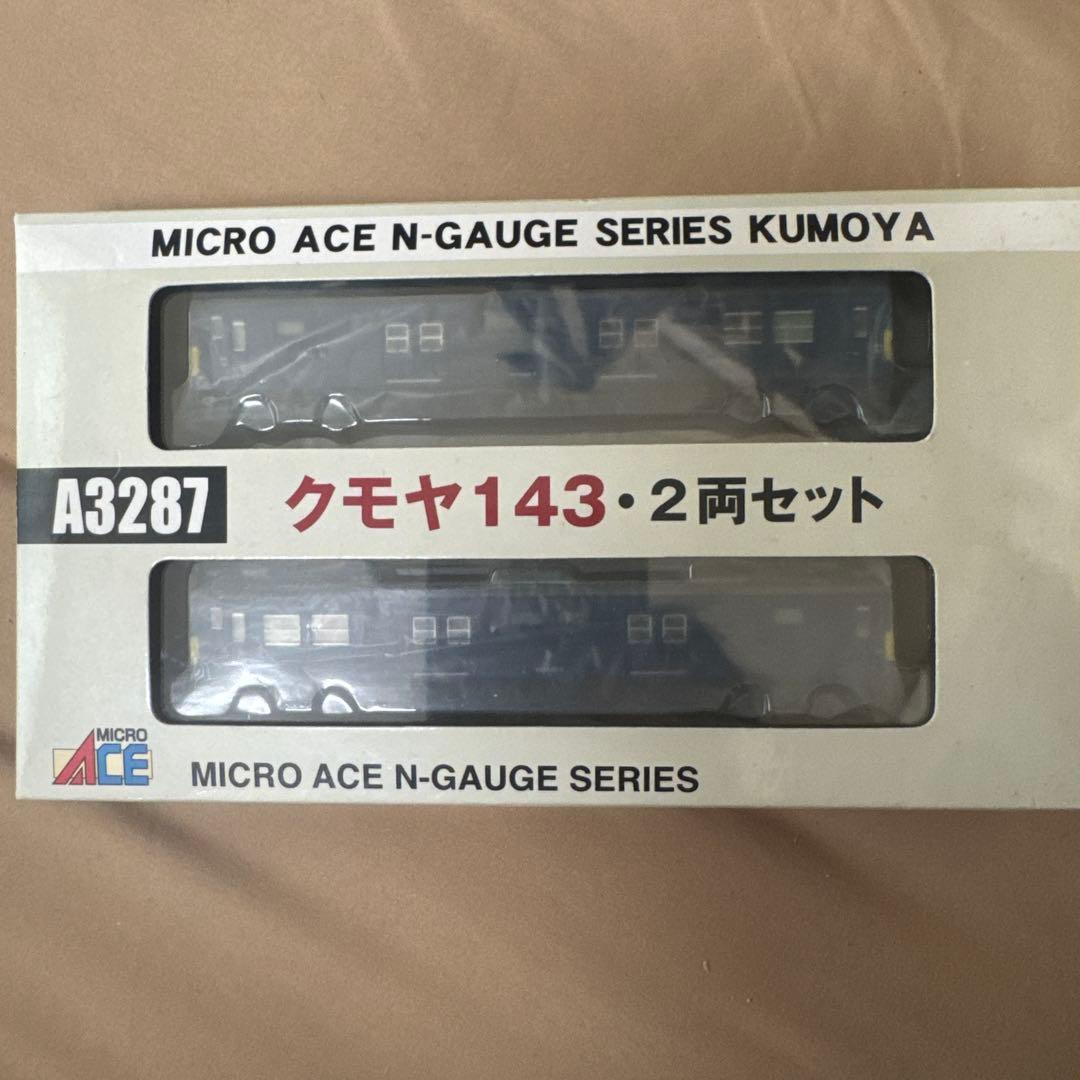 MICRO ACE N-GAUGE SERIES KUMOYA
A3287
クモヤ143・2両セット
MICRO
ACE
MICRO ACE N-GAUGE SERIES